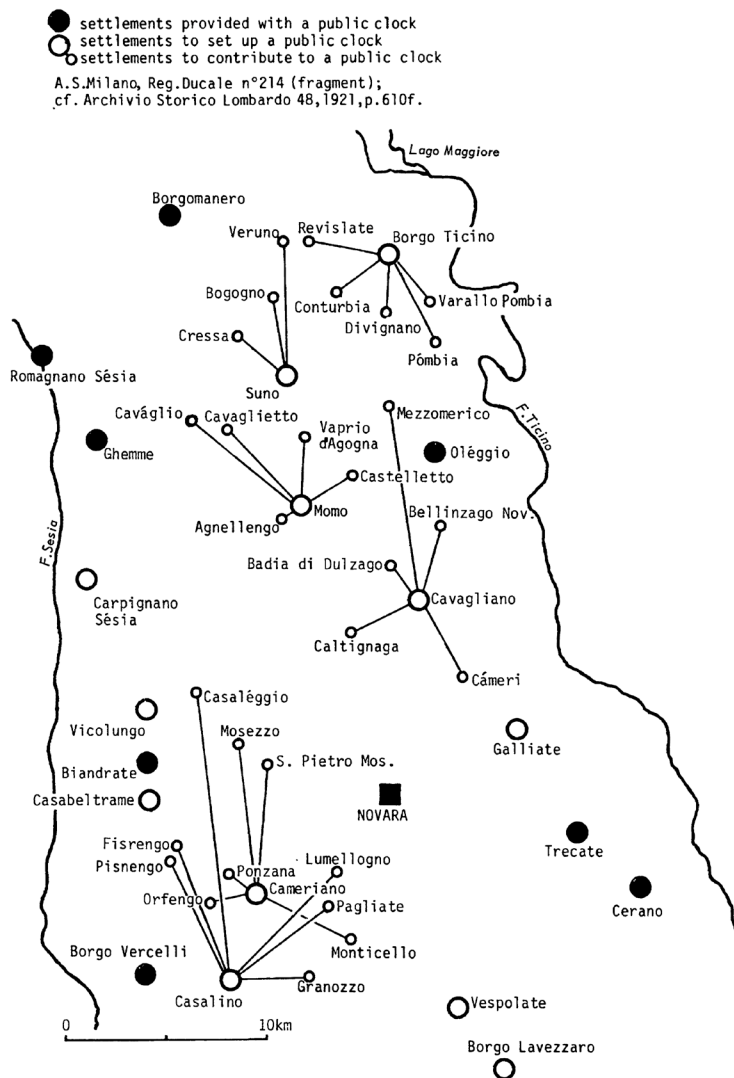 settlements provided with a public clock
settlements to set up a public clock
settlements to contribute to a public clock
A.S.Milano, Reg.Ducale n°214 (fragment);
cf. Archivio Storico Lombardo 48,1921,p.610f.
Lago Maggiore
Borgomanero
Veruno
Revislate
Borgo Ticino
Bogogno
Conturbia
Varallo Pombia
Divignano
Cressa
Pómbia
Romagnano Sésia
Suno
Caváglio
Cavaglietto
Mezzomerico
F.Ticino
Vaprio
d'Agogna
Ghemme
Oléggio
Castelletto
Momo
Bellinzago Nov.
Agnellengo
F.Sesia
Badia di Dulzago
Carpignano
Sésia
Cavagliano
Caltignaga
Cámeri
Casaléggio
Vicolungo
Mosezzo
Galliate
S. Pietro Mos.
Biandrate
Casabeltrame
NOVARA
Fisrengo
Lumellogno
Trecate
Pisnengo
Ponzana
Cameriano
Orfengo
Pagliate
Cerano
Borgo Vercelli
Monticello
Granozzo
Casalino
Vespolate
0 10km
Borgo Lavezzaro